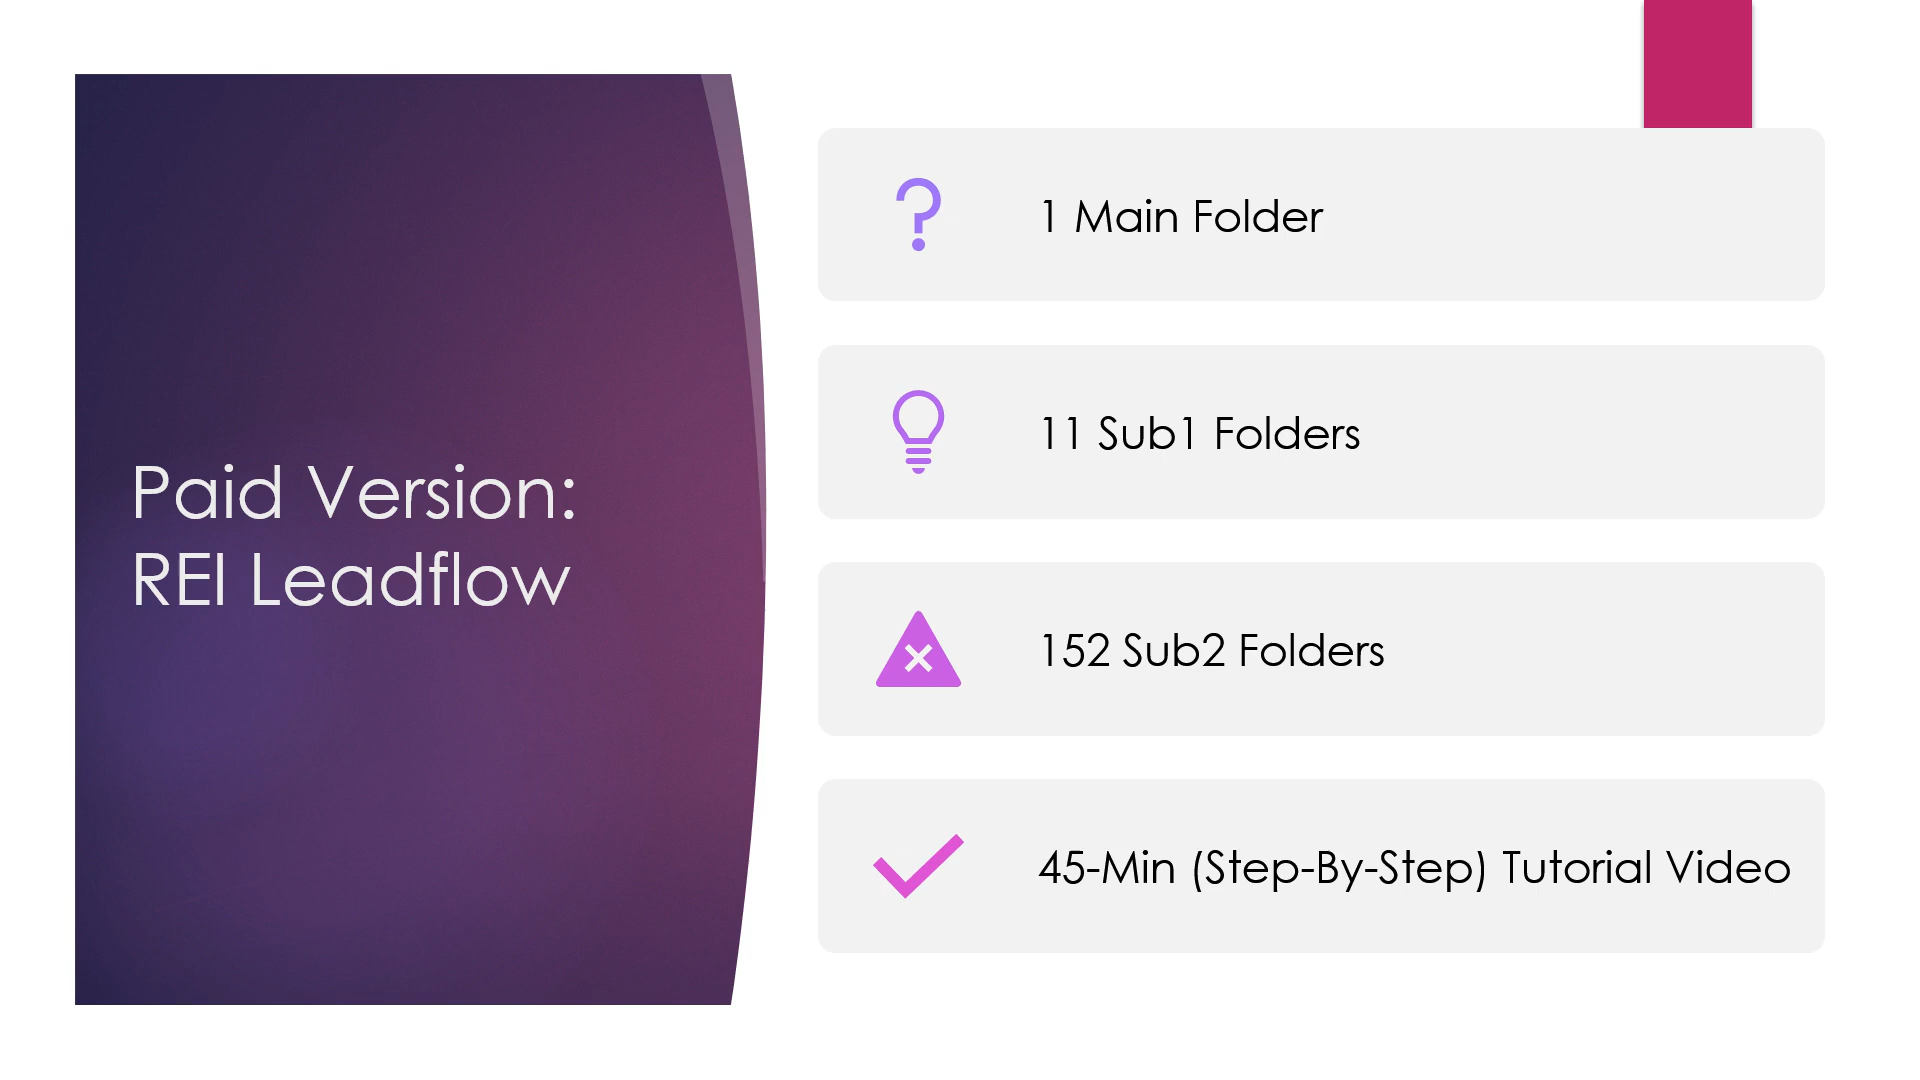 Paid Version:
REI Leadflow
1 Main Folder
11 Sub1 Folders
152 Sub2 Folders
45-Min (Step-By-Step) Tutorial Video